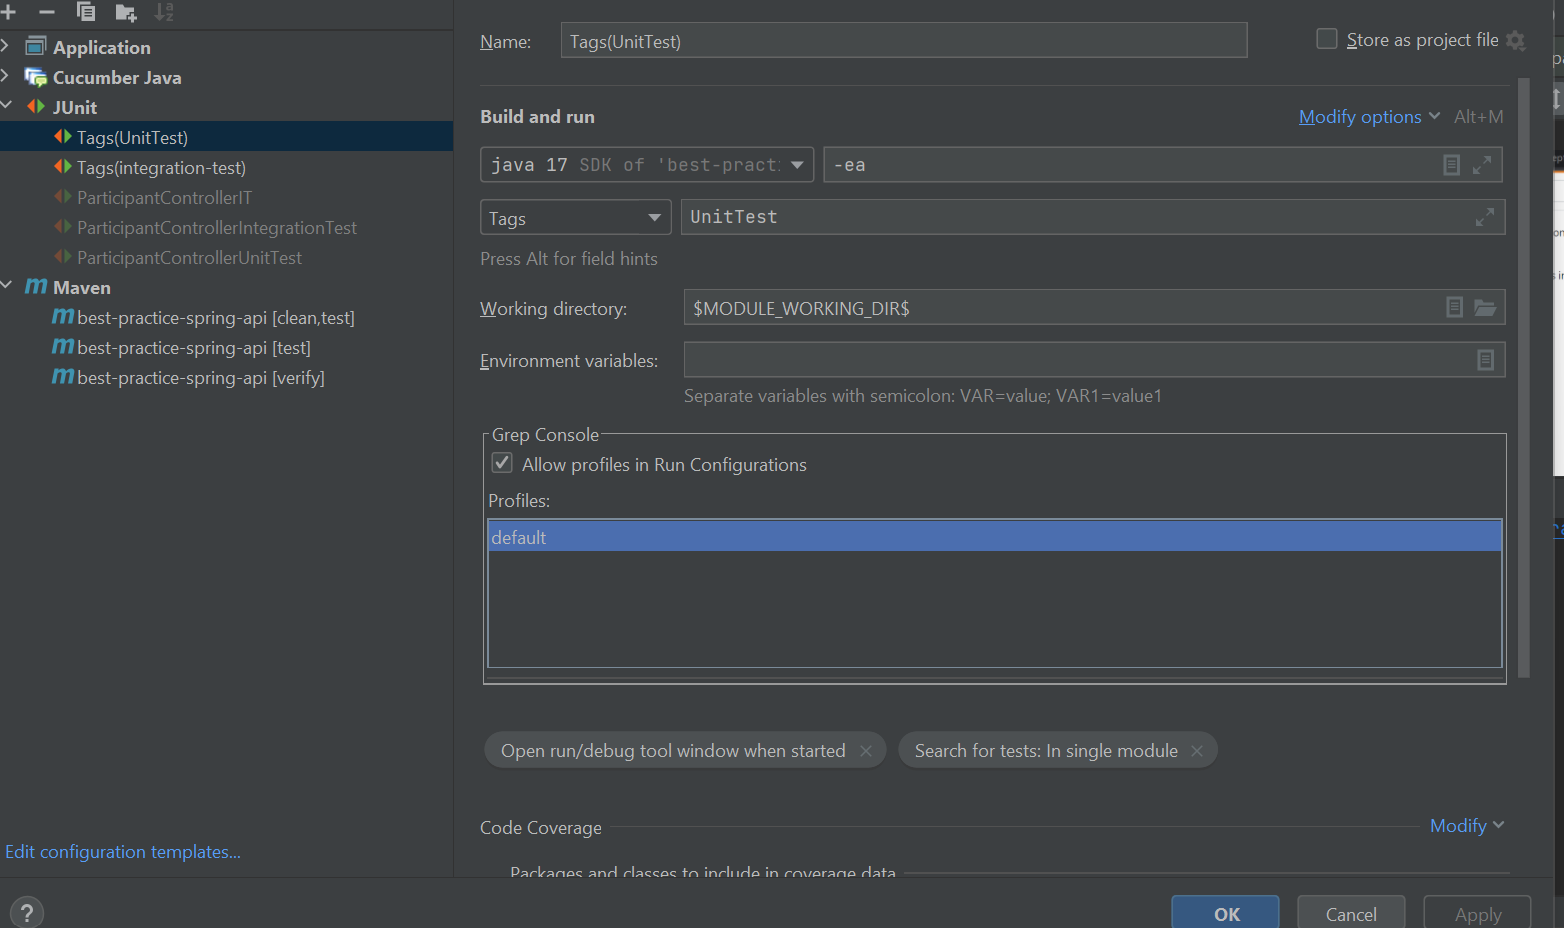 Application
Cucumber Java
JUnit
Tags(UnitTest)
Tags(integration-test)
ParticipantControllerIT
ParticipantControllerIntegrationTest
ParticipantControllerUnitTest
Maven
best-practice-spring-api [clean,test]
best-practice-spring-api [test]
best-practice-spring-api [verify]
Edit configuration templates...
Name: Tags(UnitTest) Store as project file
Build and run Modify options Alt+M
java 17 SDK of 'best-pract: -ea
Tags UnitTest
Press Alt for field hints
Working directory: $MODULE_WORKING_DIR$
Environment variables:
Separate variables with semicolon: VAR=value; VAR1=value1
Grep Console
Allow profiles in Run Configurations
Profiles:
default
Open run/debug tool window when started Search for tests: In single module
Code Coverage Modify
Packages and classes to include in coverage data
? OK Cancel Apply